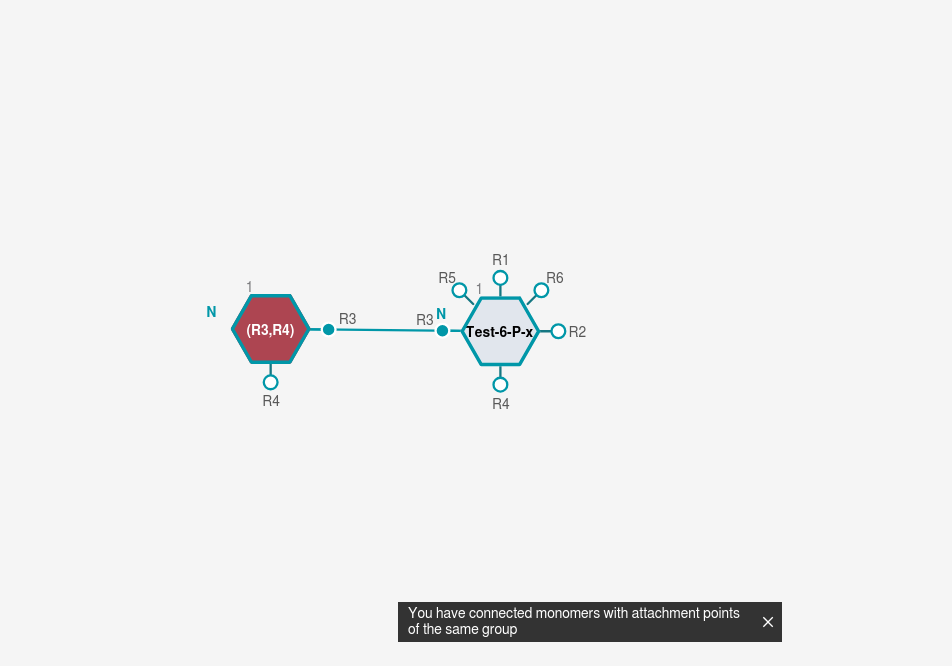 R1
R5
R6
1
1
N
N
R3
R3
(R3,R4)
Test-6-P-x
R2
R4
R4
You have connected monomers with attachment points
of the same group